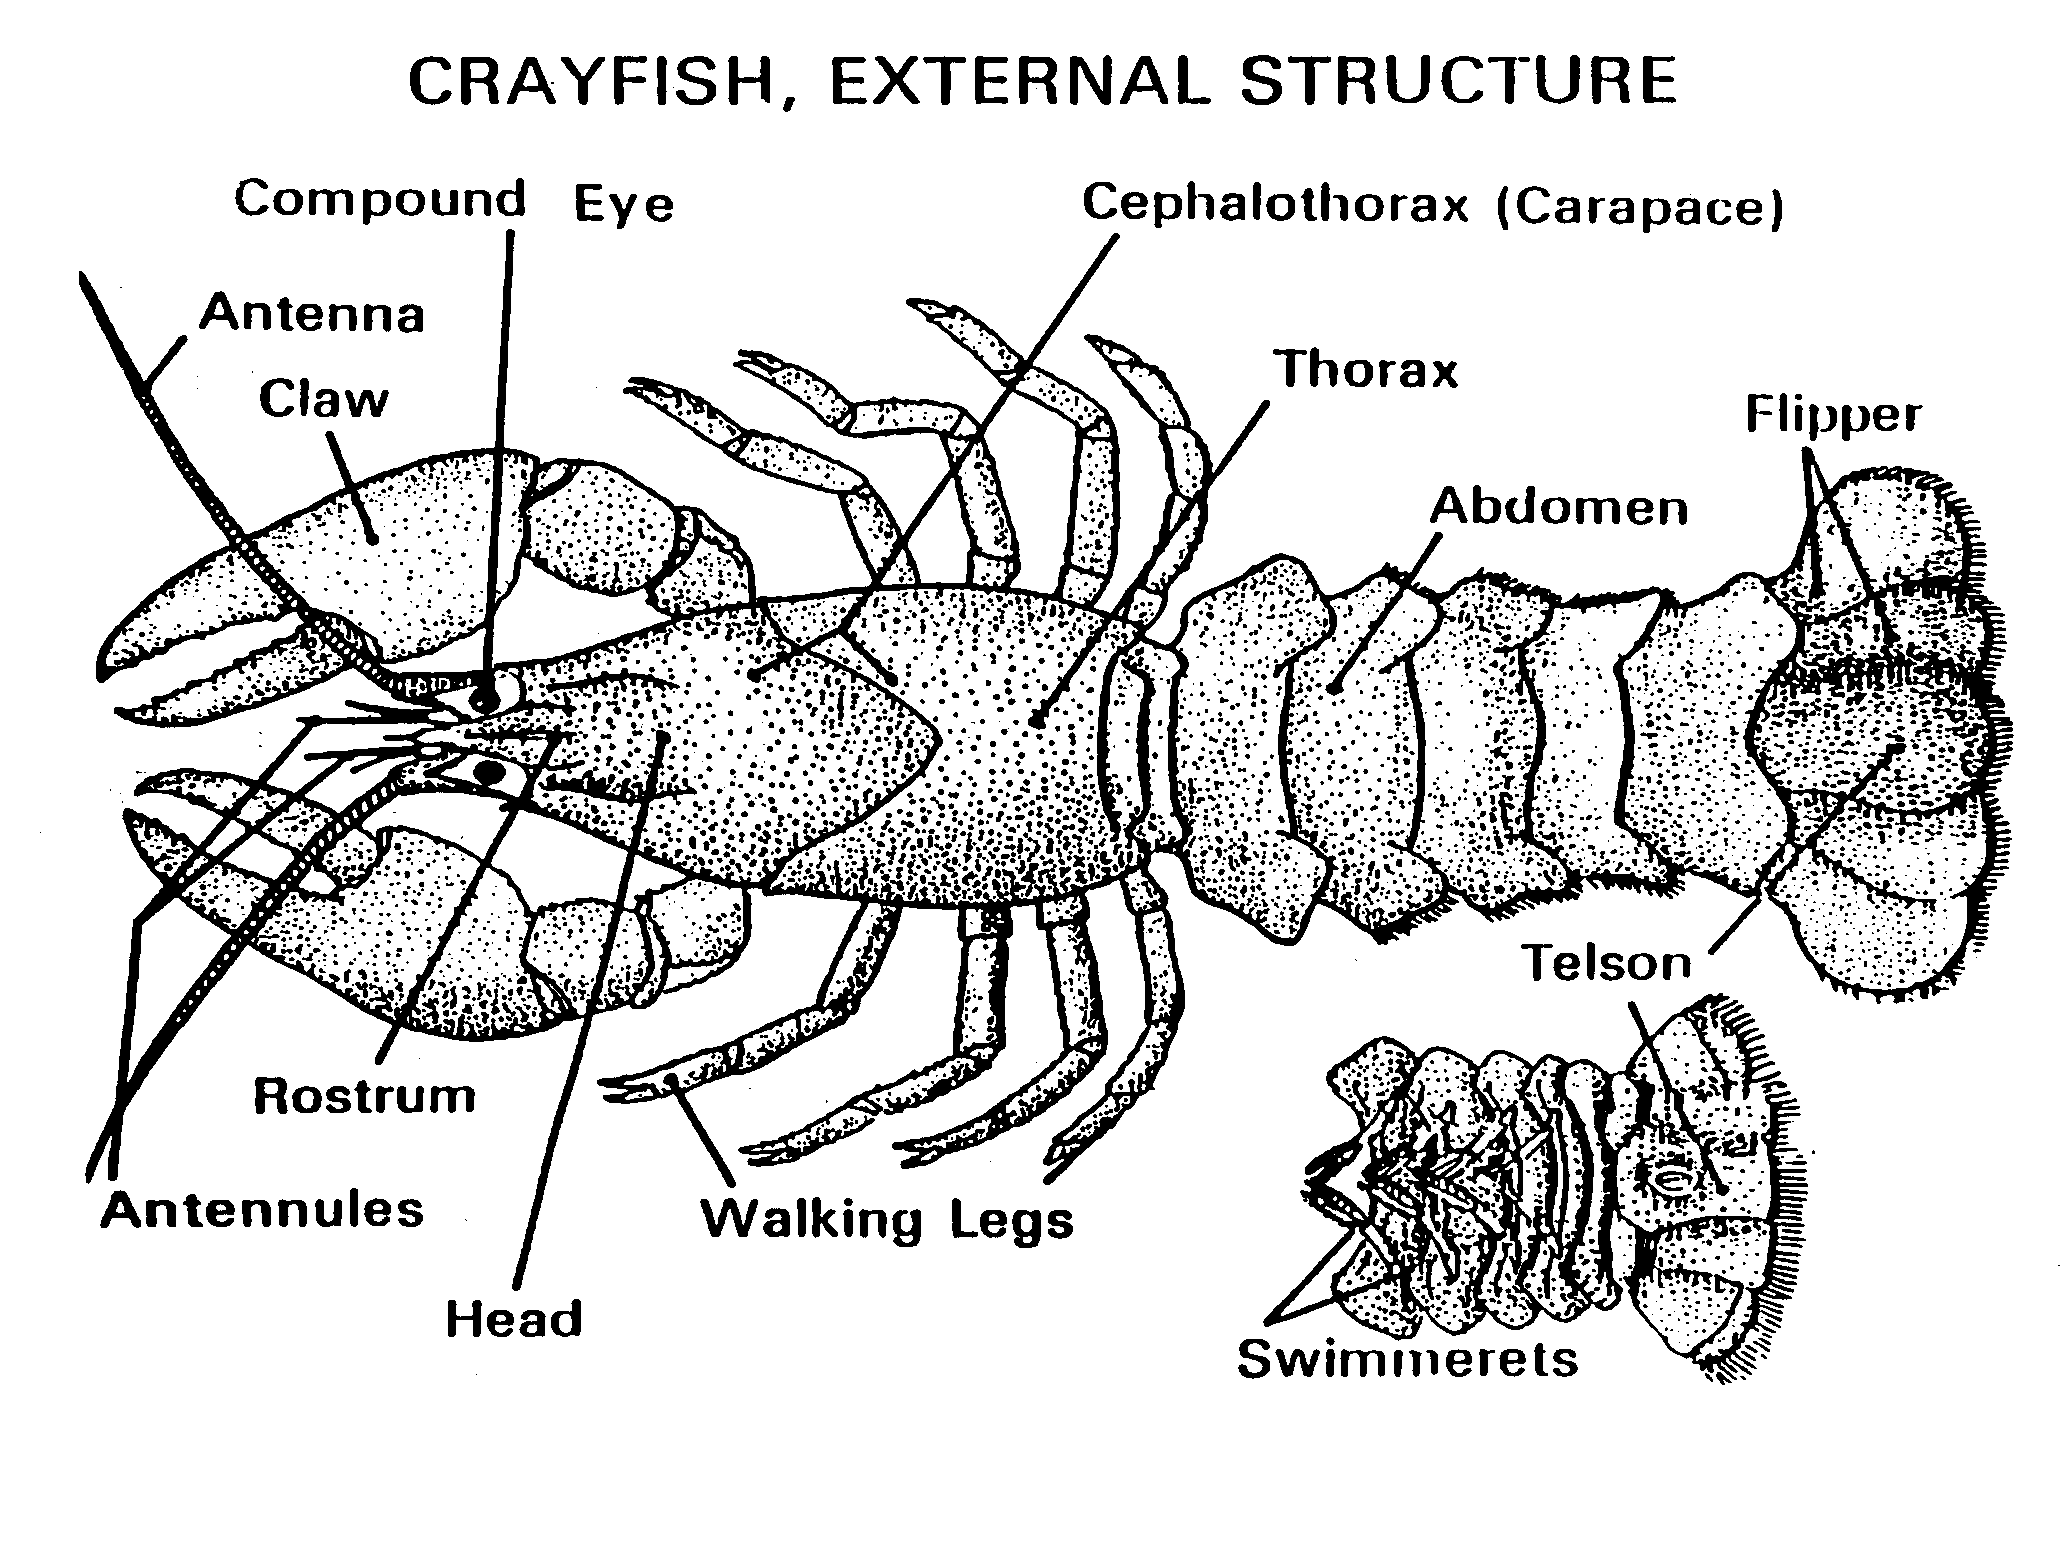 CRAYFISH, EXTERNAL STRUCTURE
Compound Eye
Cephalothorax (Carapace)
Antenna
Thorax
Claw
Flipper
Abdomen
Telson
Rostrum
Antennules
Walking Legs
Head
Swimmerets